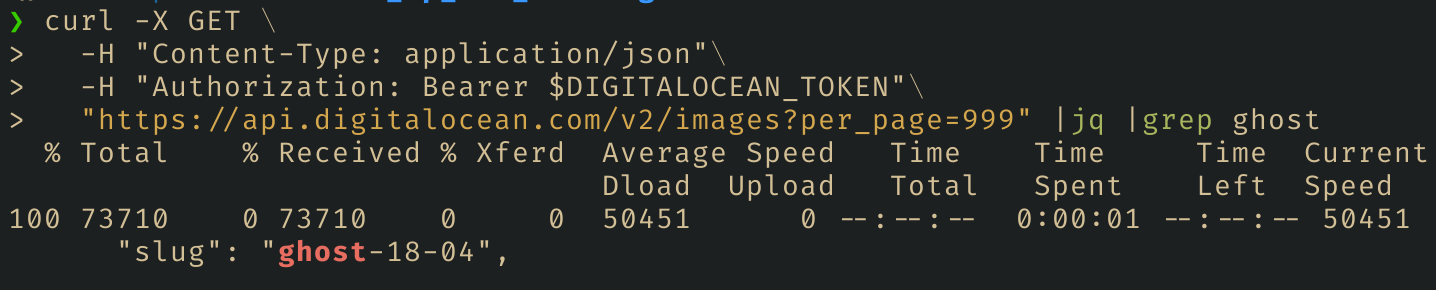 ❯ curl -X GET \
>   -H "Content-Type: application/json"\
>   -H "Authorization: Bearer $DIGITALOCEAN_TOKEN"\
>   "https://api.digitalocean.com/v2/images?per_page=999" |jq |grep ghost
  % Total    % Received % Xferd  Average Speed   Time    Time     Time  Current
                                 Dload  Upload   Total   Spent    Left  Speed
100 73710    0 73710    0     0  50451      0 --:--:--  0:00:01 --:--:-- 50451
      "slug": "ghost-18-04",